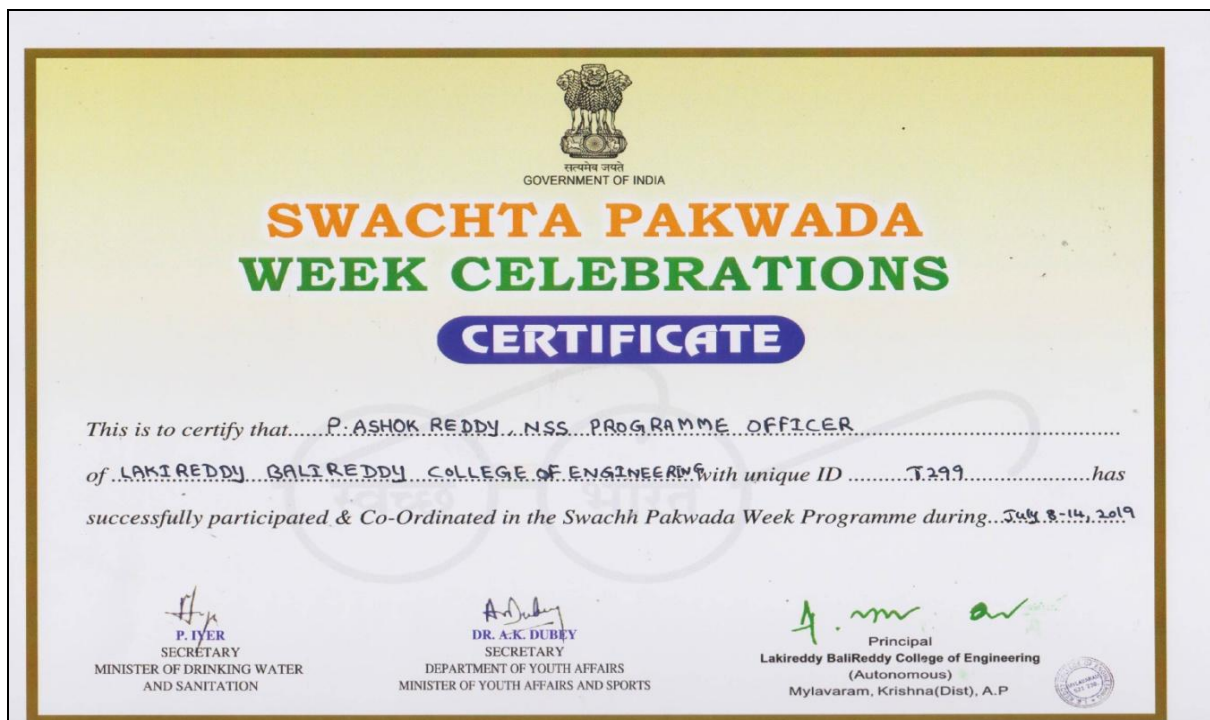 सत्यमेव जयते
GOVERNMENT OF INDIA
SWACHTA PAKWADA
WEEK CELEBRATIONS
CERTIFICATE
This is to certify that......P. ASHOK REDDY, NSS PROGRAMME OFFICER......
of LAKIREDDY BALIREDDY COLLEGE OF ENGINEERING with unique ID ..........T299..........has
successfully participated & Co-Ordinated in the Swachh Pakwada Week Programme during...July 8-14, 2019
स्वच्छ भारत
P. IYER
SECRETARY
MINISTER OF DRINKING WATER
AND SANITATION
DR. A.K. DUBEY
SECRETARY
DEPARTMENT OF YOUTH AFFAIRS
MINISTER OF YOUTH AFFAIRS AND SPORTS
Principal
Lakireddy BaliReddy College of Engineering
(Autonomous)
Mylavaram, Krishna(Dist), A.P